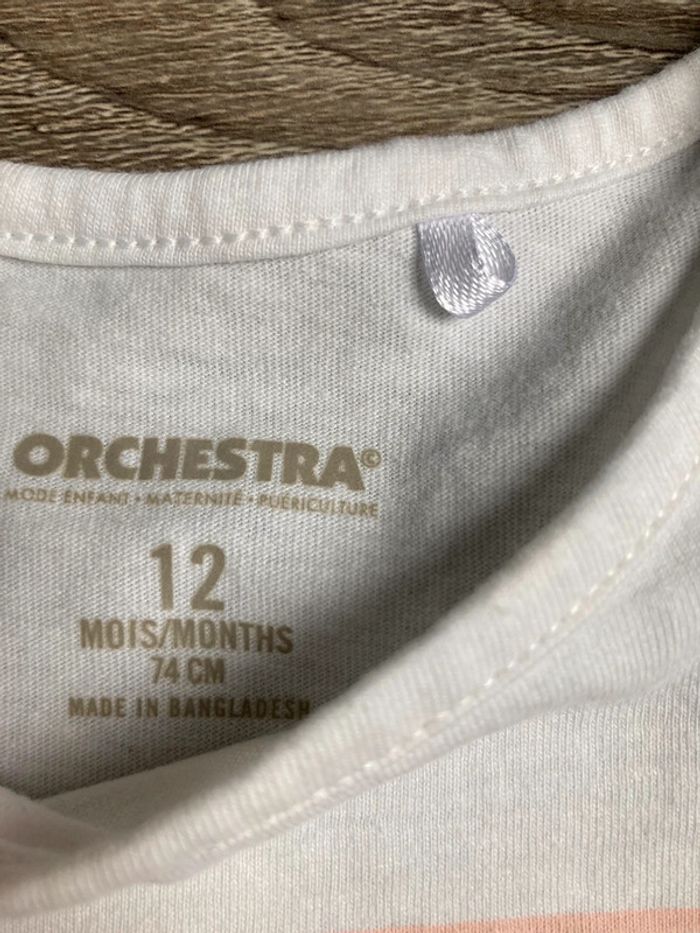 ORCHESTRA©
MODE ENFANT • MATERNITÉ • PUÉRICULTURE
12
MOIS/MONTHS
74 CM
MADE IN BANGLADESH